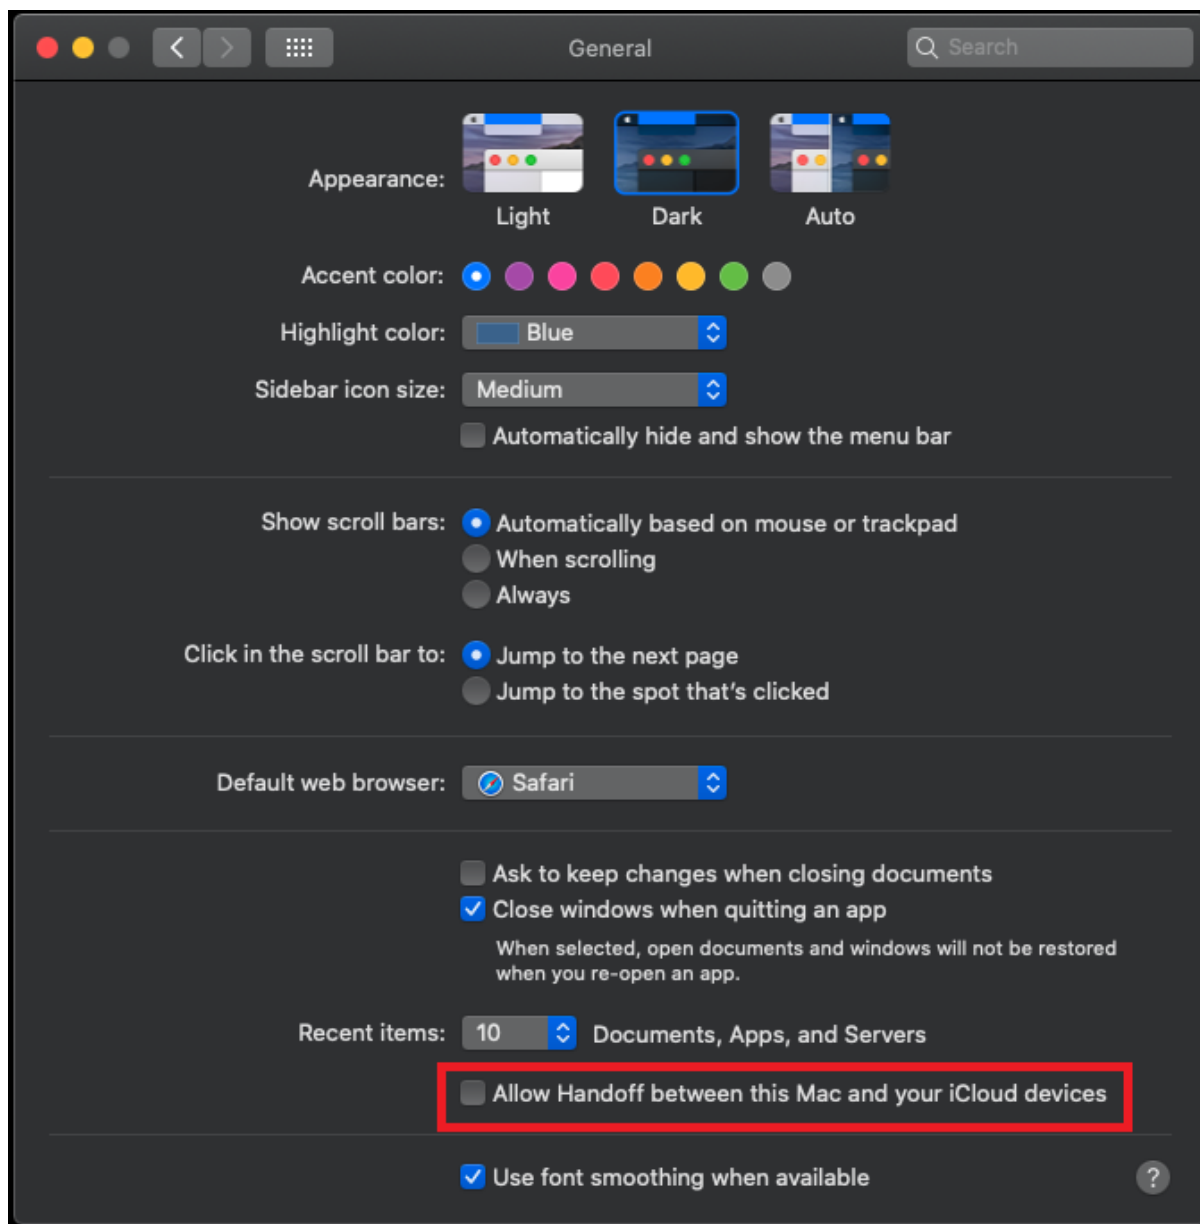 General
Search
Appearance:
Light
Dark
Auto
Accent color:
Highlight color: Blue
Sidebar icon size: Medium
Automatically hide and show the menu bar
Show scroll bars: Automatically based on mouse or trackpad
When scrolling
Always
Click in the scroll bar to: Jump to the next page
Jump to the spot that’s clicked
Default web browser: Safari
Ask to keep changes when closing documents
Close windows when quitting an app
When selected, open documents and windows will not be restored
when you re-open an app.
Recent items: 10 Documents, Apps, and Servers
Allow Handoff between this Mac and your iCloud devices
Use font smoothing when available
?